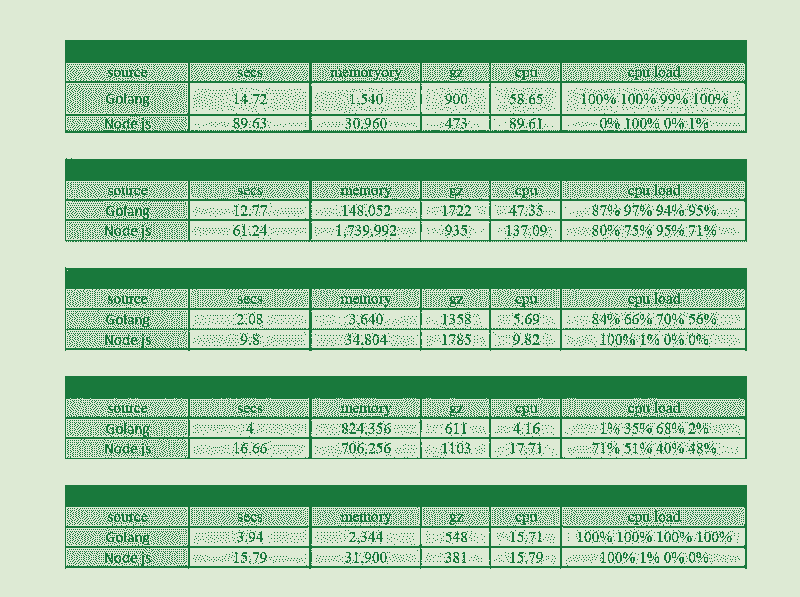 source secs memoryory gz cpu cpu load
Golang 14.72 1,540 900 58.65 100% 100% 99% 100%
Node js 89.63 30,960 473 89.61 0% 100% 0% 1%
source secs memory gz cpu cpu load
Golang 12.77 148,052 1722 47.35 87% 97% 94% 95%
Node js 61.24 1,739,992 935 137.09 80% 75% 95% 71%
source secs memory gz cpu cpu load
Golang 2.08 3,640 1358 5.69 84% 66% 70% 56%
Node js 9.8 34,804 1785 9.82 100% 1% 0% 0%
source secs memory gz cpu cpu load
Golang 4 824,356 611 4.16 1% 35% 68% 2%
Node js 16.66 706,256 1103 17.71 71% 51% 40% 48%
source secs memory gz cpu cpu load
Golang 3.94 2,344 548 15.71 100% 100% 100% 100%
Node js 15.79 31,900 381 15.79 100% 1% 0% 0%